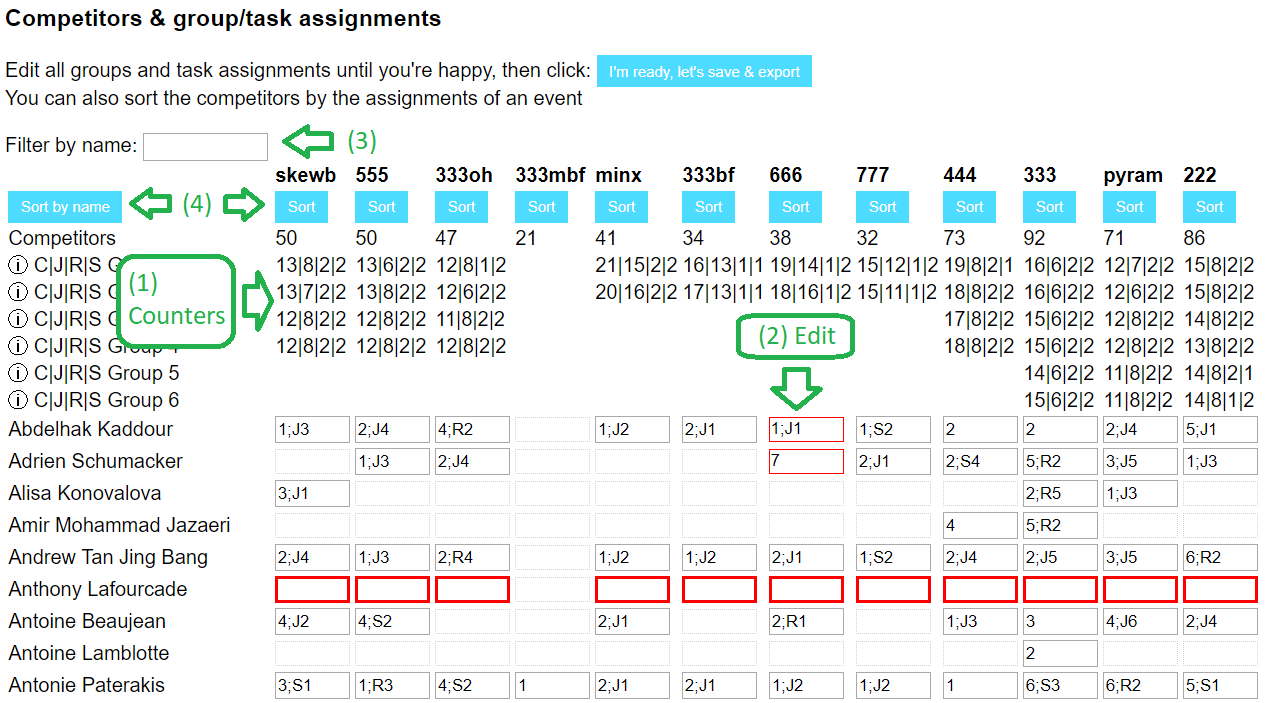 Competitors & group/task assignments
Edit all groups and task assignments until you're happy, then click: I'm ready, let's save & export
You can also sort the competitors by the assignments of an event
Filter by name: (3)
skewb 555 333oh 333mbf minx 333bf 666 777 444 333 pyram 222
Sort by name (4) Sort Sort Sort Sort Sort Sort Sort Sort Sort Sort Sort Sort
Competitors 50 50 47 21 41 34 38 32 73 92 71 86
C|J|R|S G 13|8|2|2 13|6|2|2 12|8|1|2 21|15|2|2 16|13|1|1 19|14|1|2 15|12|1|2 19|8|2|1 16|6|2|2 12|7|2|2 15|8|2|2
C|J|R|S 13|7|2|2 13|8|2|2 12|6|2|2 20|16|2|2 17|13|1|1 18|16|1|2 15|11|1|2 18|8|2|2 16|6|2|2 12|6|2|2 15|8|2|2
C|J|R|S 12|8|2|2 12|8|2|2 11|8|2|2 17|8|2|2 15|6|2|2 12|8|2|2 14|8|2|2
C|J|R|S Group 4 12|8|2|2 12|8|2|2 12|8|2|2 18|8|2|2 15|6|2|2 12|8|2|2 13|8|2|2
(1)
Counters
(2) Edit
C|J|R|S Group 5 14|6|2|2 11|8|2|2 14|8|2|1
C|J|R|S Group 6 15|6|2|2 11|8|2|2 14|8|1|2
Abdelhak Kaddour 1;J3 2;J4 4;R2 1;J2 2;J1 1;J1 1;S2 2 2 2;J4 5;J1
Adrien Schumacker 1;J3 2;J4 7 2;J1 2;S4 5;R2 3;J5 1;J3
Alisa Konovalova 3;J1 2;R5 1;J3
Amir Mohammad Jazaeri 4 5;R2
Andrew Tan Jing Bang 2;J4 1;J3 2;R4 1;J2 1;J2 2;J1 1;S2 2;J4 2;J5 3;J5 6;R2
Anthony Lafourcade
Antoine Beaujean 4;J2 4;S2 2;J1 2;R1 1;J3 3 4;J6 2;J4
Antoine Lamblotte 2
Antonie Paterakis 3;S1 1;R3 4;S2 1 2;J1 2;J1 1;J2 1;J2 1 6;S3 6;R2 5;S1